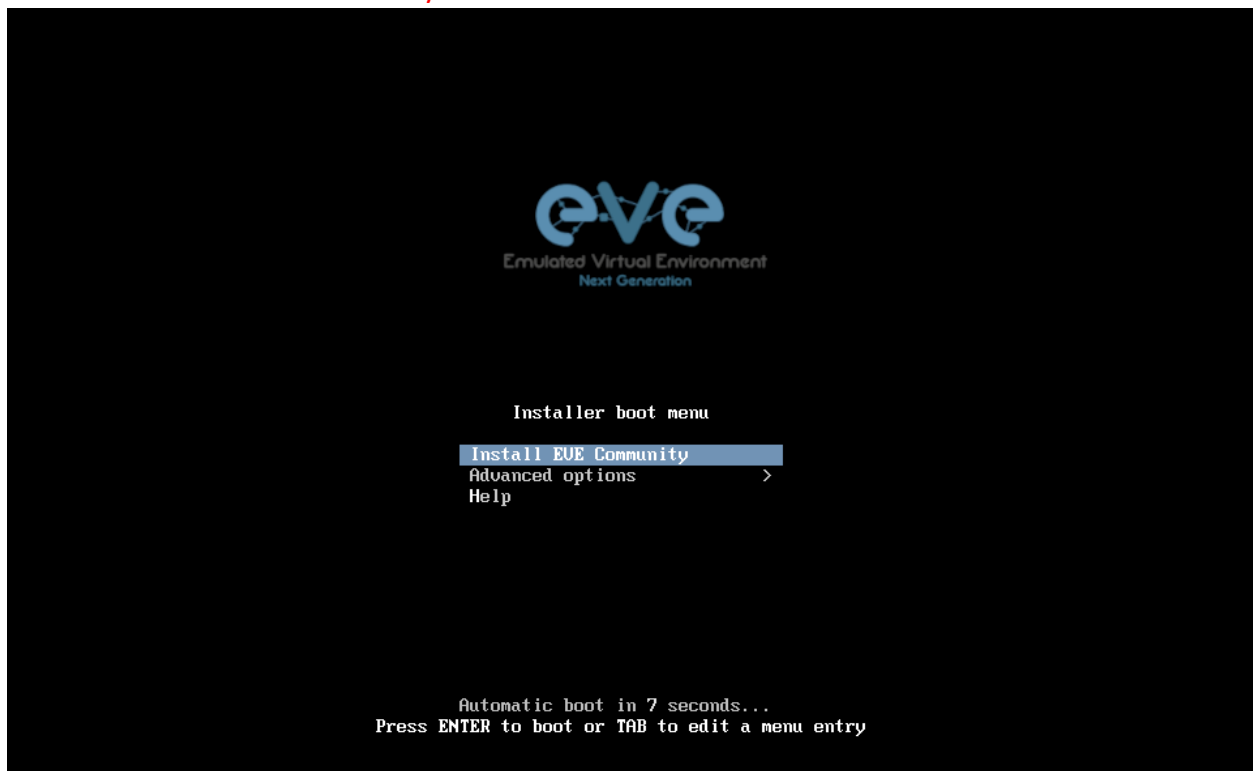 eve
Emulated Virtual Environment
Next Generation
Installer boot menu
Install EVE Community
Advanced options >
Help
Automatic boot in 7 seconds...
Press ENTER to boot or TAB to edit a menu entry